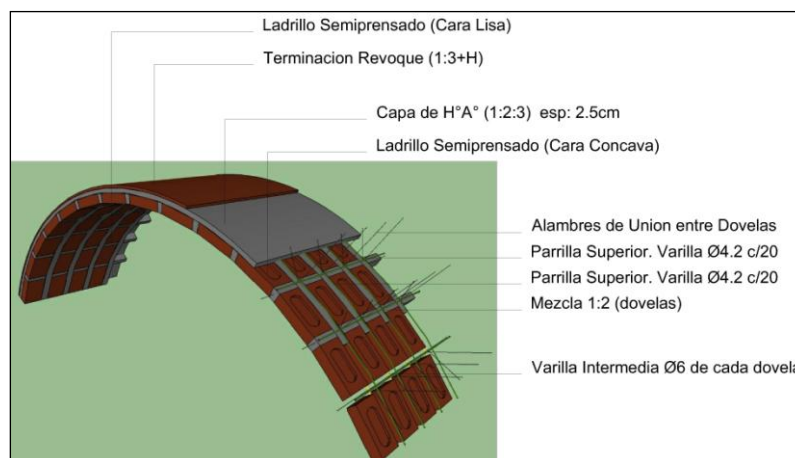 Ladrillo Semiprensado (Cara Lisa)
Terminacion Revoque (1:3+H)
Capa de H°A° (1:2:3) esp: 2.5cm
Ladrillo Semiprensado (Cara Concava)
Alambres de Union entre Dovelas
Parrilla Superior. Varilla Ø4.2 c/20
Parrilla Superior. Varilla Ø4.2 c/20
Mezcla 1:2 (dovelas)
Varilla Intermedia Ø6 de cada dovela